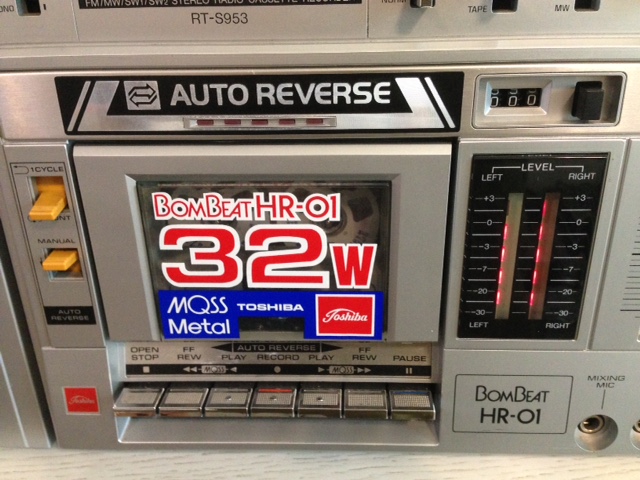 FM/MW/SW1/SW2 STEREO RADIO CASSETTE RECORDER
RT-S953
TAPE
MW
AUTO REVERSE
000
1CYCLE
MANUAL
AUTO
REVERSE
BOMBEAT HR-01
32W
MQSS
Metal
TOSHIBA
Toshiba
LEVEL
LEFT RIGHT
+3 +3
0 0
-3 -3
-7 -7
-20 -20
-30 -30
LEFT RIGHT
AUTO REVERSE
OPEN FF FF
STOP REW PLAY RECORD PLAY REW PAUSE
MQSS MQSS
Toshiba
BOMBEAT
HR-01
MIXING
MIC